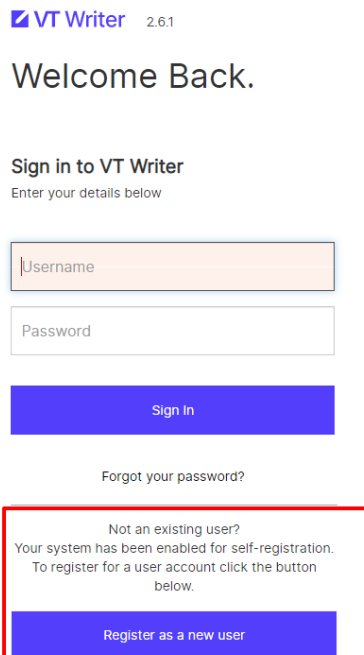 VT Writer 2.6.1
Welcome Back.
Sign in to VT Writer
Enter your details below
Username
Password
Sign In
Forgot your password?
Not an existing user?
Your system has been enabled for self-registration.
To register for a user account click the button
below.
Register as a new user